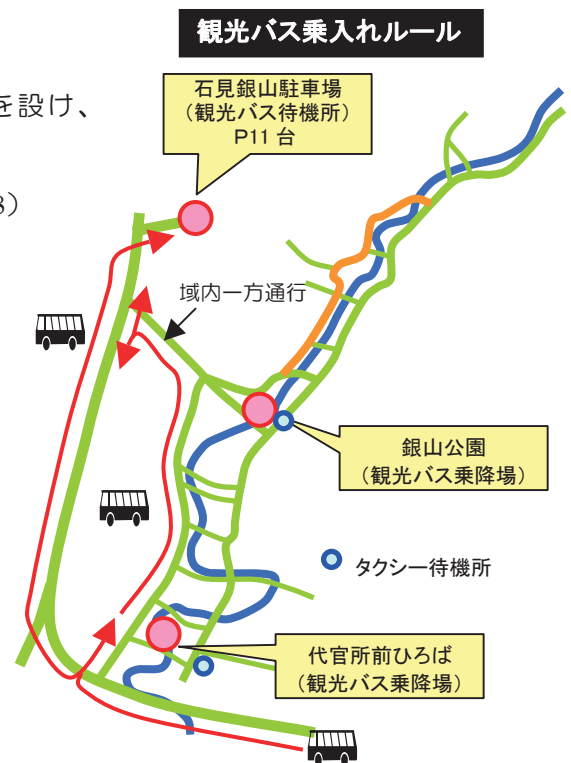 観光バス乗入れルール
を設け、
石見銀山駐車場
（観光バス待機所）
P11 台
3）
域内一方通行
銀山公園
（観光バス乗降場）
タクシー待機所
代官所前ひろば
（観光バス乗降場）